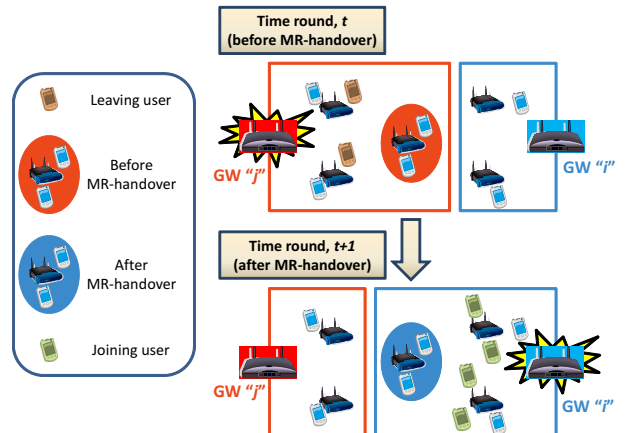 Time round, t
(before MR-handover)
Leaving user
Before
MR-handover
After
MR-handover
Joining user
GW “j”
GW “i”
Time round, t+1
(after MR-handover)
GW “j”
GW “i”